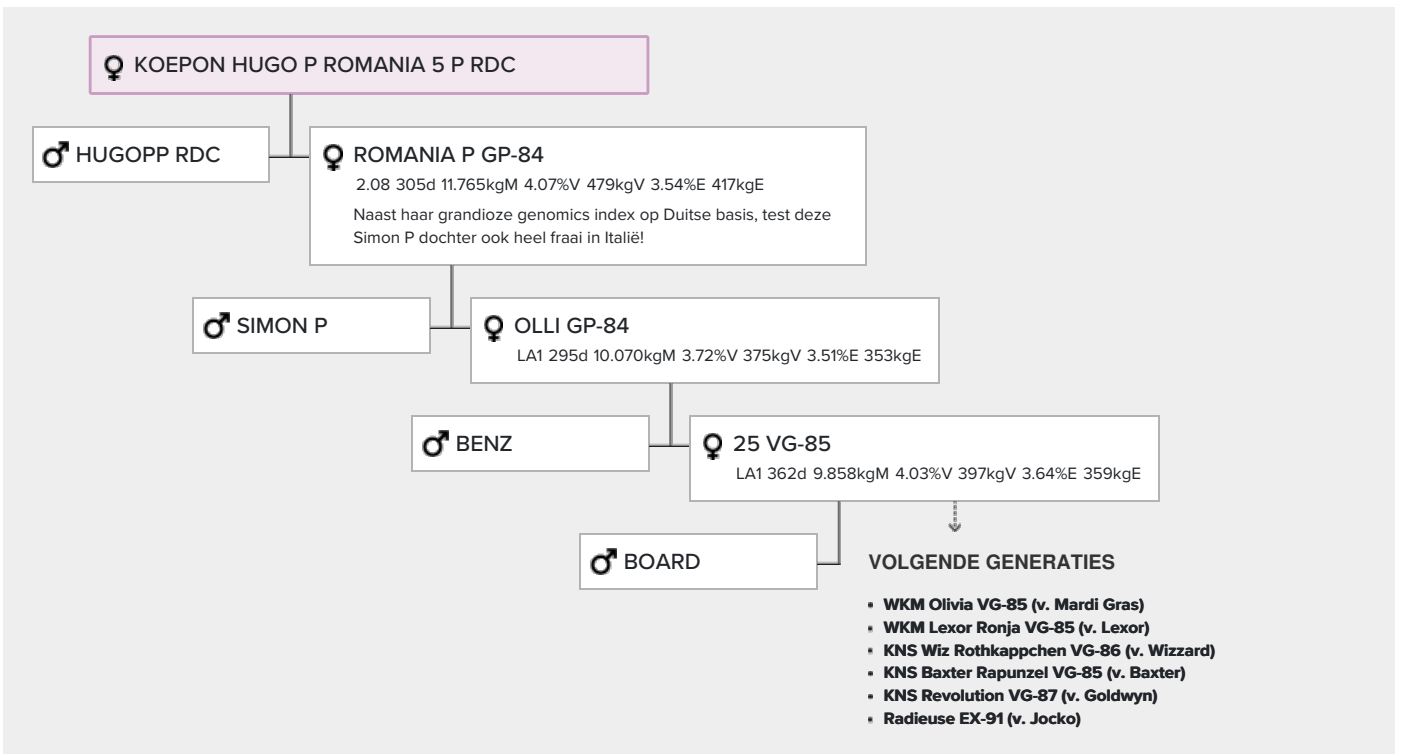 KOEPON HUGO P ROMANIA 5 P RDC
HUGOPP RDC
ROMANIA P GP-84
2.08 305d 11.765kgM 4.07%V 479kgV 3.54%E 417kgE
Naast haar grandioze genomics index op Duitse basis, test deze
Simon P dochter ook heel fraai in Italië!
SIMON P
OLLI GP-84
LA1 295d 10.070kgM 3.72%V 375kgV 3.51%E 353kgE
BENZ
25 VG-85
LA1 362d 9.858kgM 4.03%V 397kgV 3.64%E 359kgE
BOARD
VOLGENDE GENERATIES
WKM Olivia VG-85 (v. Mardi Gras)
WKM Lexor Ronja VG-85 (v. Lexor)
KNS Wiz Rothkappchen VG-86 (v. Wizzard)
KNS Baxter Rapunzel VG-85 (v. Baxter)
KNS Revolution VG-87 (v. Goldwyn)
Radieuse EX-91 (v. Jocko)